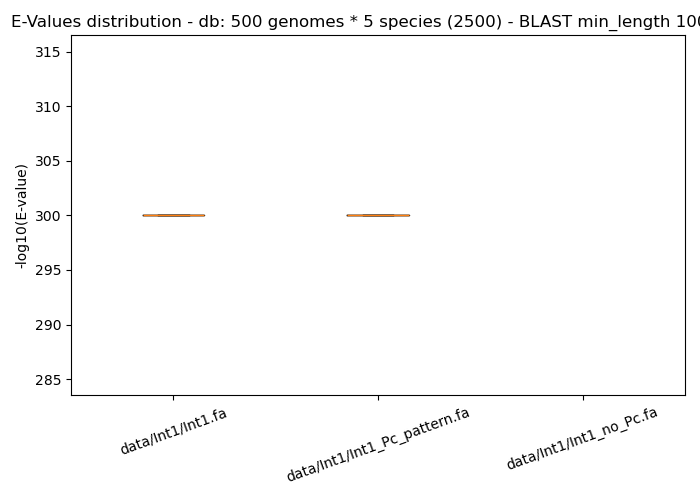 E-Values distribution - db: 500 genomes * 5 species (2500) - BLAST min_length 100
315
310
305
300
295
290
285
-log10(E-value)
data/Int1/Int1.fa
data/Int1/Int1_Pc_pattern.fa
data/Int1/Int1_no_Pc.fa